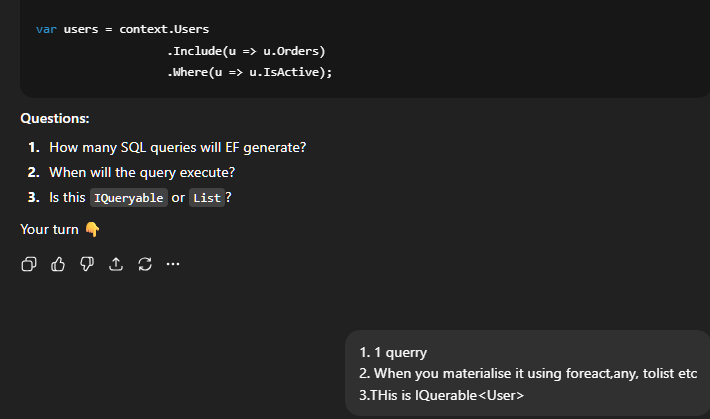 var users = context.Users
.Include(u => u.Orders)
.Where(u => u.IsActive);
Questions:
1. How many SQL queries will EF generate?
2. When will the query execute?
3. Is this IQueryable or List?
Your turn 👇
1. 1 querry
2. When you materialise it using foreact,any, tolist etc
3.THis is IQuerable<User>